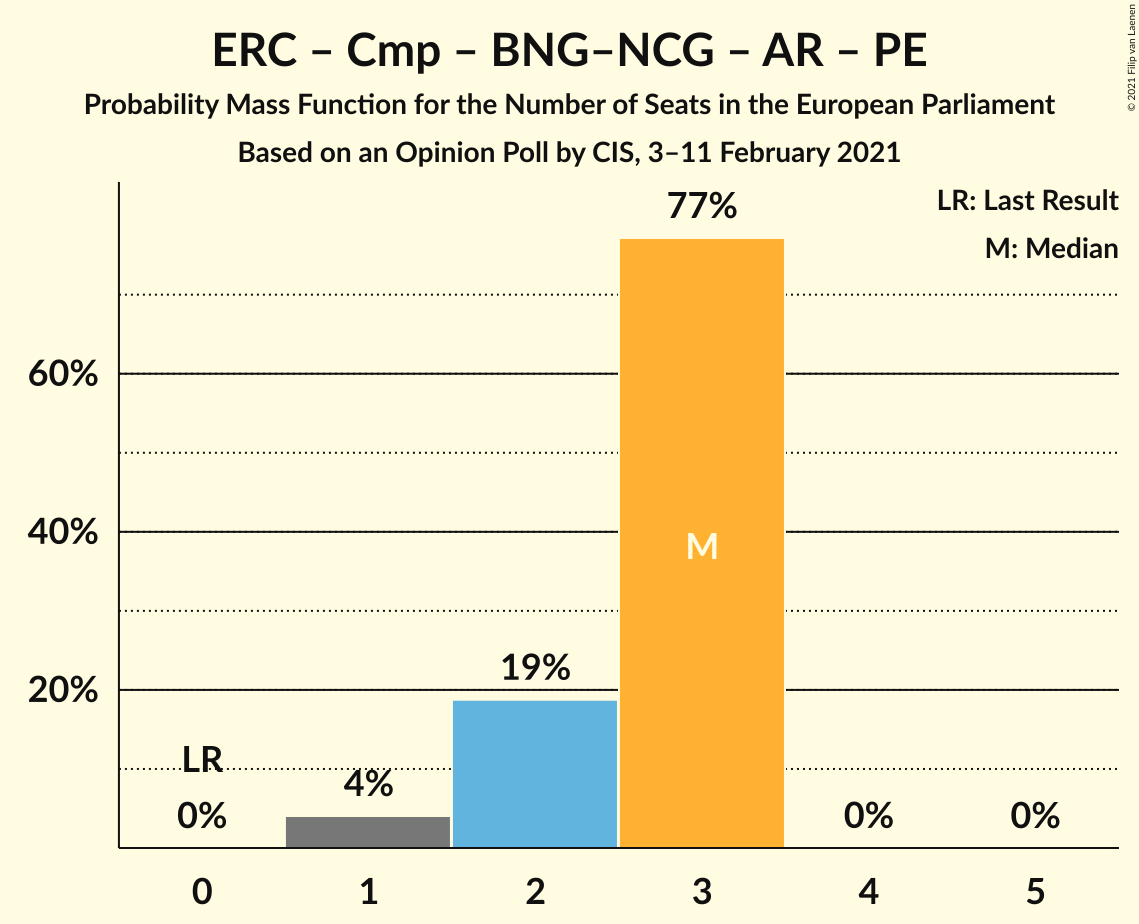 ERC – Cmp – BNG–NCG – AR – PE
Probability Mass Function for the Number of Seats in the European Parliament
Based on an Opinion Poll by CIS, 3–11 February 2021
© 2021 Filip van Laenen
LR: Last Result
M: Median
77%
60%
M
40%
19%
20%
LR
4%
0%
0%
0%
0 1 2 3 4 5